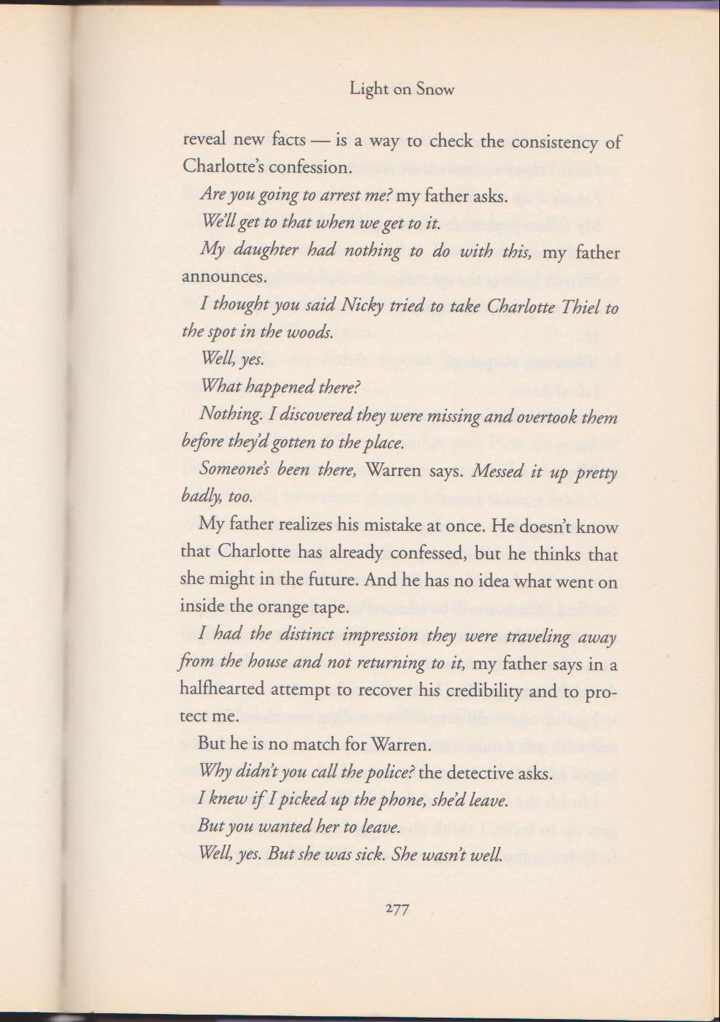 Light on Snow
reveal new facts — is a way to check the consistency of
Charlotte's confession.
Are you going to arrest me? my father asks.
We'll get to that when we get to it.
My daughter had nothing to do with this, my father
announces.
I thought you said Nicky tried to take Charlotte Thiel to
the spot in the woods.
Well, yes.
What happened there?
Nothing. I discovered they were missing and overtook them
before they'd gotten to the place.
Someone's been there, Warren says. Messed it up pretty
badly, too.
My father realizes his mistake at once. He doesn't know
that Charlotte has already confessed, but he thinks that
she might in the future. And he has no idea what went on
inside the orange tape.
I had the distinct impression they were traveling away
from the house and not returning to it, my father says in a
halfhearted attempt to recover his credibility and to pro-
tect me.
But he is no match for Warren.
Why didn't you call the police? the detective asks.
I knew if I picked up the phone, she'd leave.
But you wanted her to leave.
Well, yes. But she was sick. She wasn't well.
277